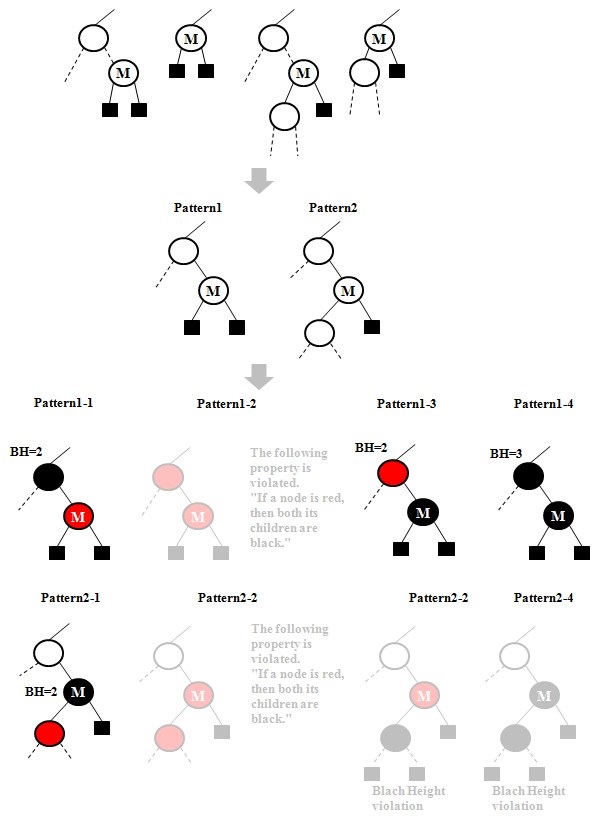 M
M
M
M
Pattern1
Pattern2
M
M
Pattern1-1
Pattern1-2
Pattern1-3
Pattern1-4
BH=2
The following
property is
violated.
"If a node is red,
then both its
children are
black."
BH=2
BH=3
M
M
M
M
Pattern2-1
Pattern2-2
Pattern2-2
Pattern2-4
The following
property is
violated.
"If a node is red,
then both its
children are
black."
BH=2
M
M
M
M
Blach Height
violation
Blach Height
violation